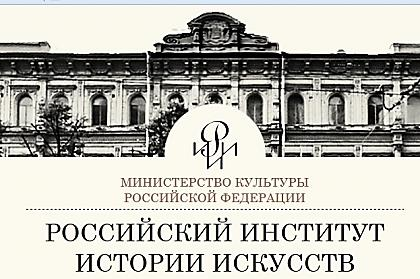 МИНИСТЕРСТВО КУЛЬТУРЫ
РОССИЙСКОЙ ФЕДЕРАЦИИ
РОССИЙСКИЙ ИНСТИТУТ
ИСТОРИИ ИСКУССТВ